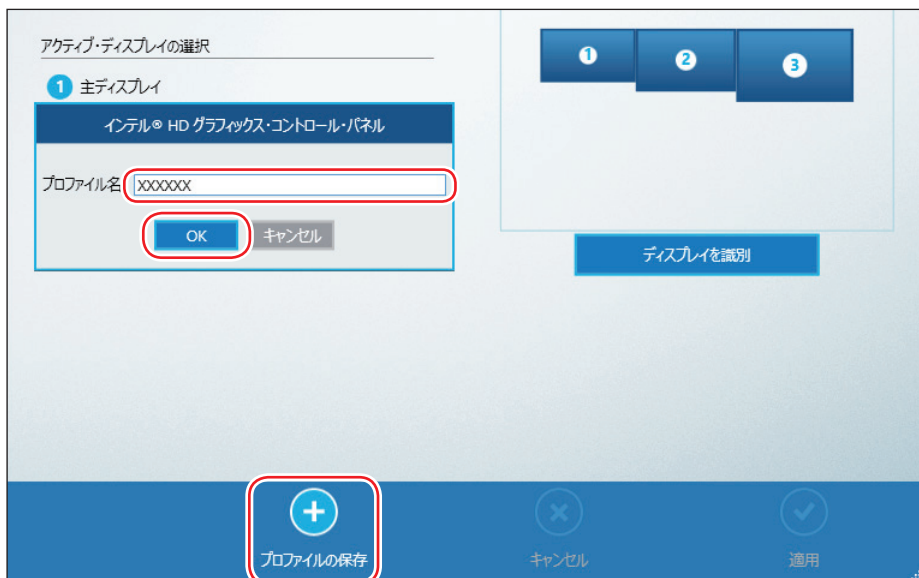 アクティブ・ディスプレイの選択
1 主ディスプレイ
インテル® HD グラフィックス・コントロール・パネル
プロファイル名 XXXXXX
OK キャンセル
1 2 3
ディスプレイを識別
プロファイルの保存 キャンセル 適用